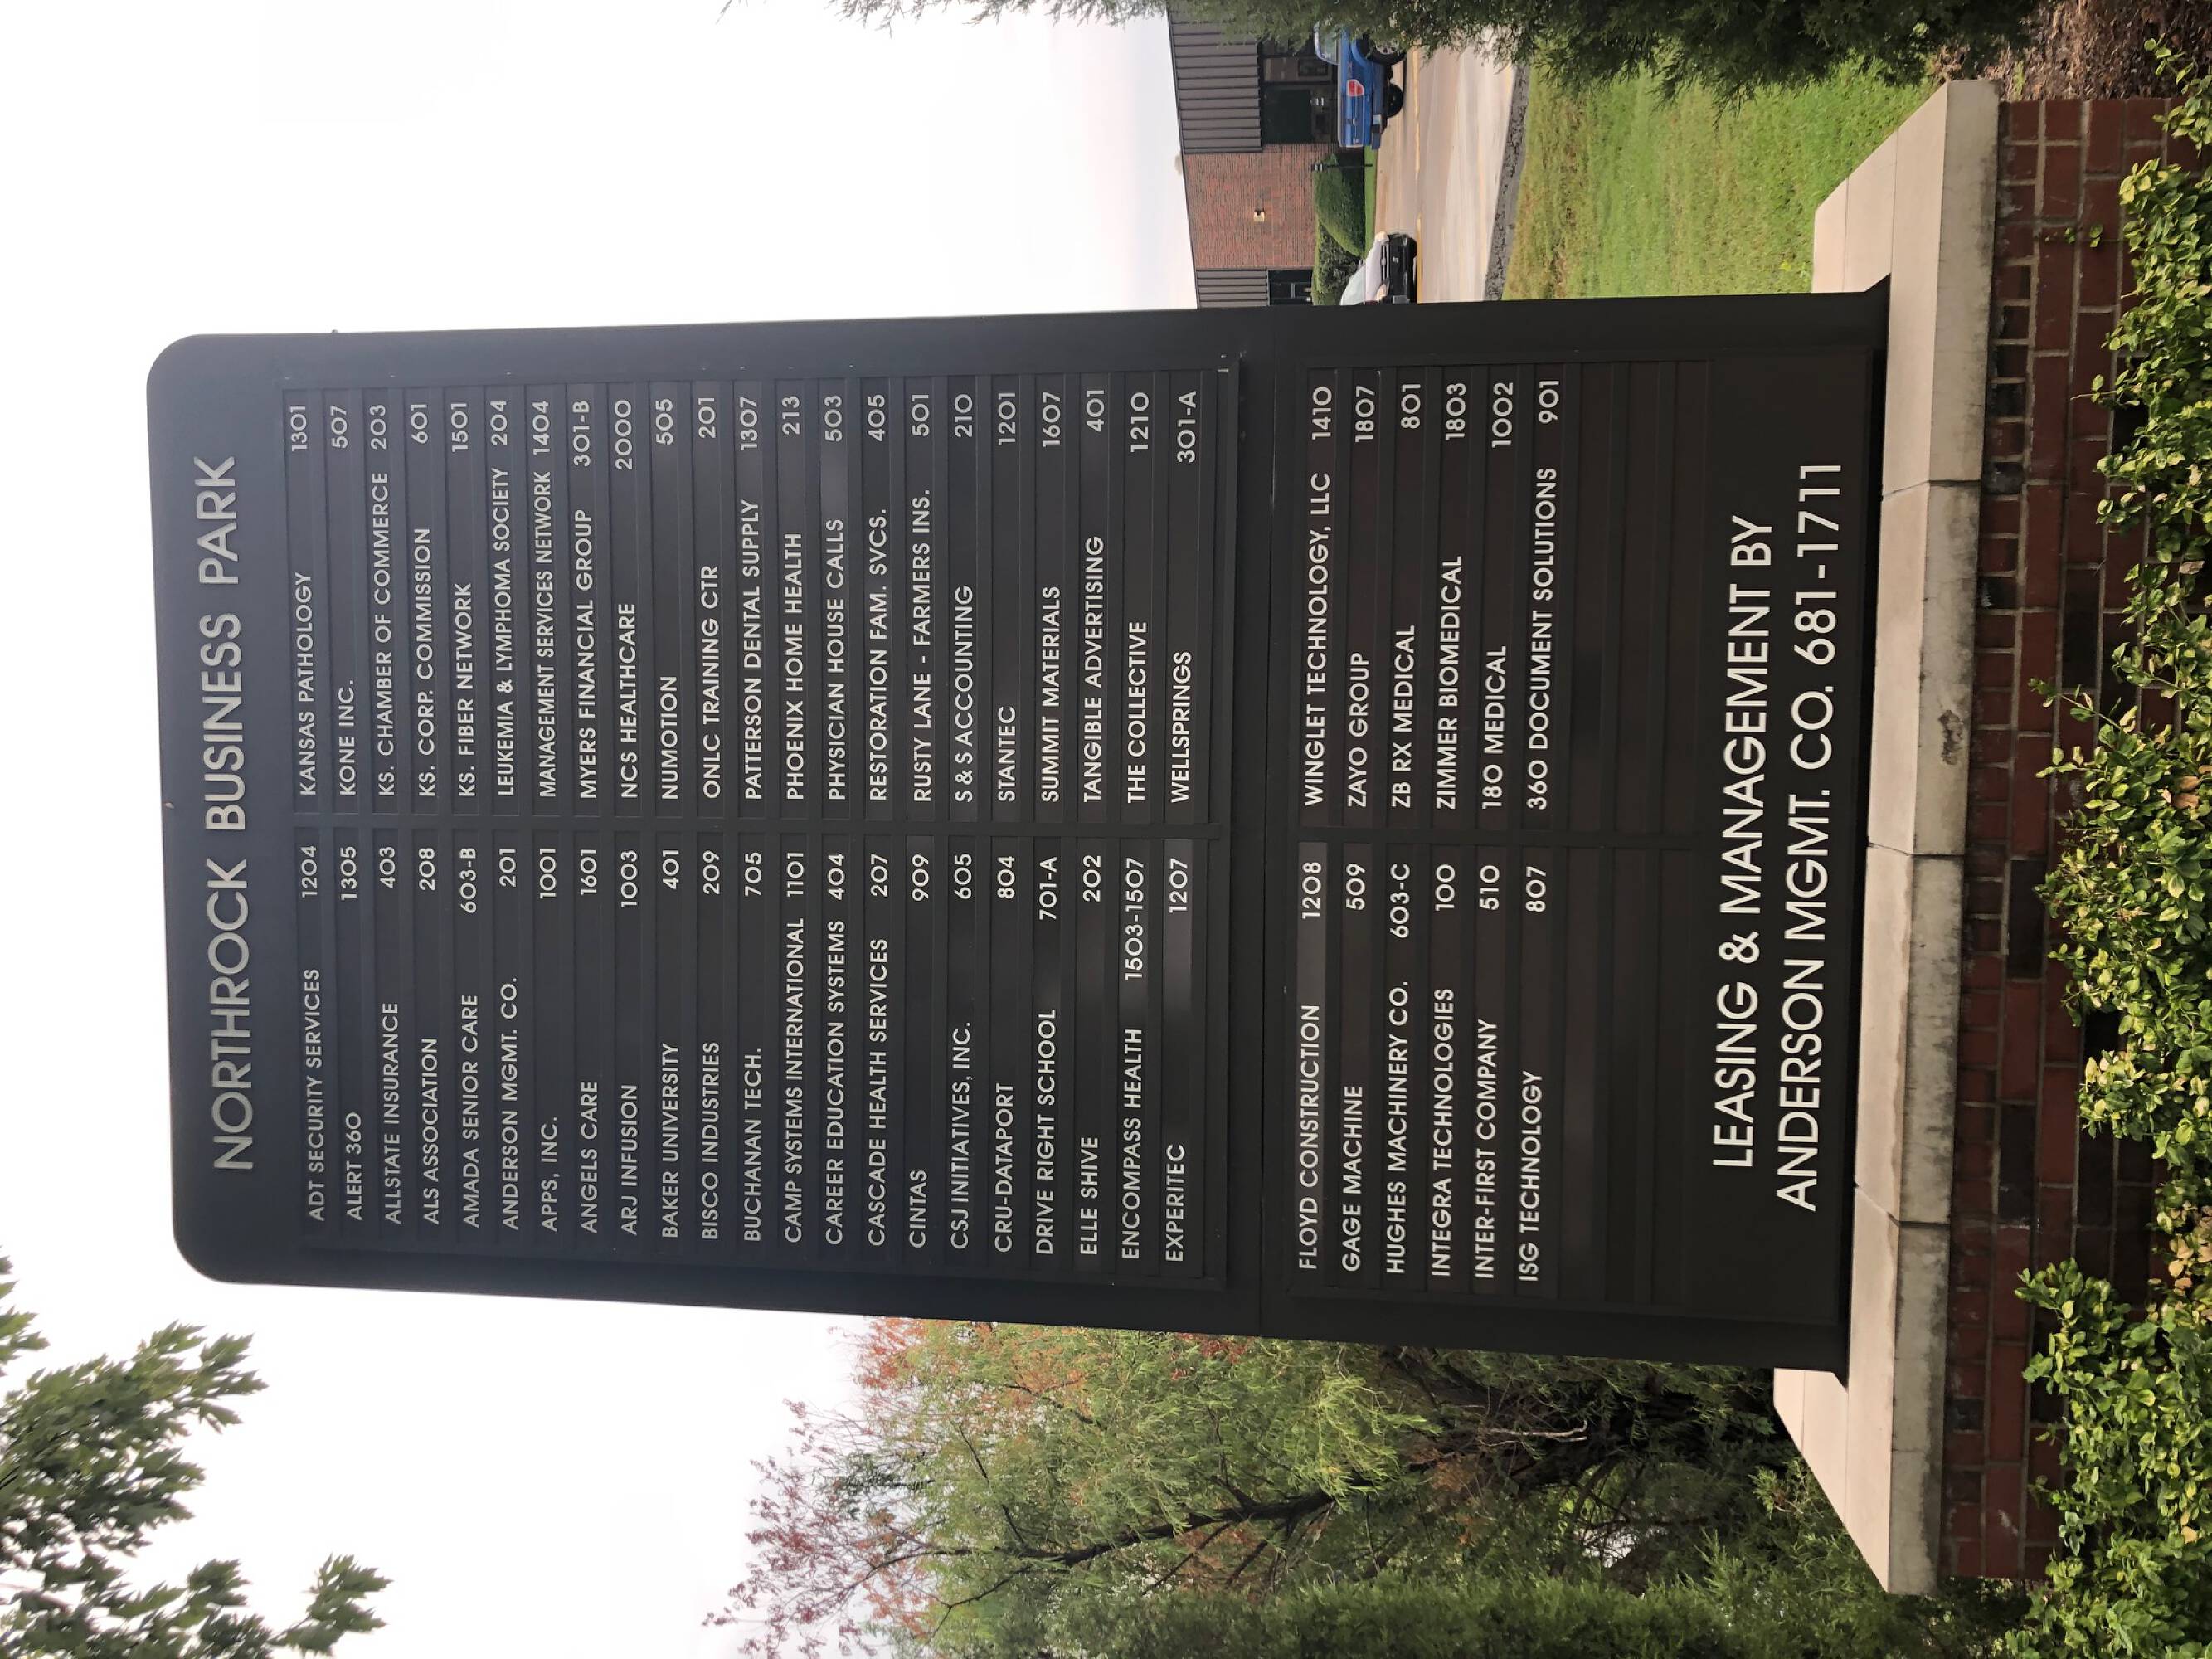 NORTHROCK BUSINESS PARK
ADT SECURITY SERVICES 1204
ALERT 360 1305
ALLSTATE INSURANCE 403
ALS ASSOCIATION 208
AMADA SENIOR CARE 603-B
ANDERSON MGMT. CO. 201
APPS, INC. 1001
ANGELS CARE 1601
ARJ INFUSION 1003
BAKER UNIVERSITY 401
BISCO INDUSTRIES 209
BUCHANAN TECH. 705
CAMP SYSTEMS INTERNATIONAL 1101
CAREER EDUCATION SYSTEMS 404
CASCADE HEALTH SERVICES 207
CINTAS 909
CSJ INITIATIVES, INC. 605
CRU-DATAPORT 804
DRIVE RIGHT SCHOOL 701-A
ELLE SHIVE 202
ENCOMPASS HEALTH 1503-1507
EXPERITEC 1207
KANSAS PATHOLOGY 1301
KONE INC. 507
KS. CHAMBER OF COMMERCE 203
KS. CORP. COMMISSION 601
KS. FIBER NETWORK 1501
LEUKEMIA & LYMPHOMA SOCIETY 204
MANAGEMENT SERVICES NETWORK 1404
MYERS FINANCIAL GROUP 301-B
NCS HEALTHCARE 2000
NUMOTION 505
ONLC TRAINING CTR 201
PATTERSON DENTAL SUPPLY 1307
PHOENIX HOME HEALTH 213
PHYSICIAN HOUSE CALLS 503
RESTORATION FAM. SVCS. 405
RUSTY LANE - FARMERS INS. 501
S & S ACCOUNTING 210
STANTEC 1201
SUMMIT MATERIALS 1607
TANGIBLE ADVERTISING 401
THE COLLECTIVE 1210
WELLSPRINGS 301-A
FLOYD CONSTRUCTION 1208
GAGE MACHINE 509
HUGHES MACHINERY CO. 603-C
INTEGRA TECHNOLOGIES 100
INTER-FIRST COMPANY 510
ISG TECHNOLOGY 807
WINGLET TECHNOLOGY, LLC 1410
ZAYO GROUP 1807
ZB RX MEDICAL 801
ZIMMER BIOMEDICAL 1803
180 MEDICAL 1002
360 DOCUMENT SOLUTIONS 901
LEASING & MANAGEMENT BY
ANDERSON MGMT. CO. 681-1711